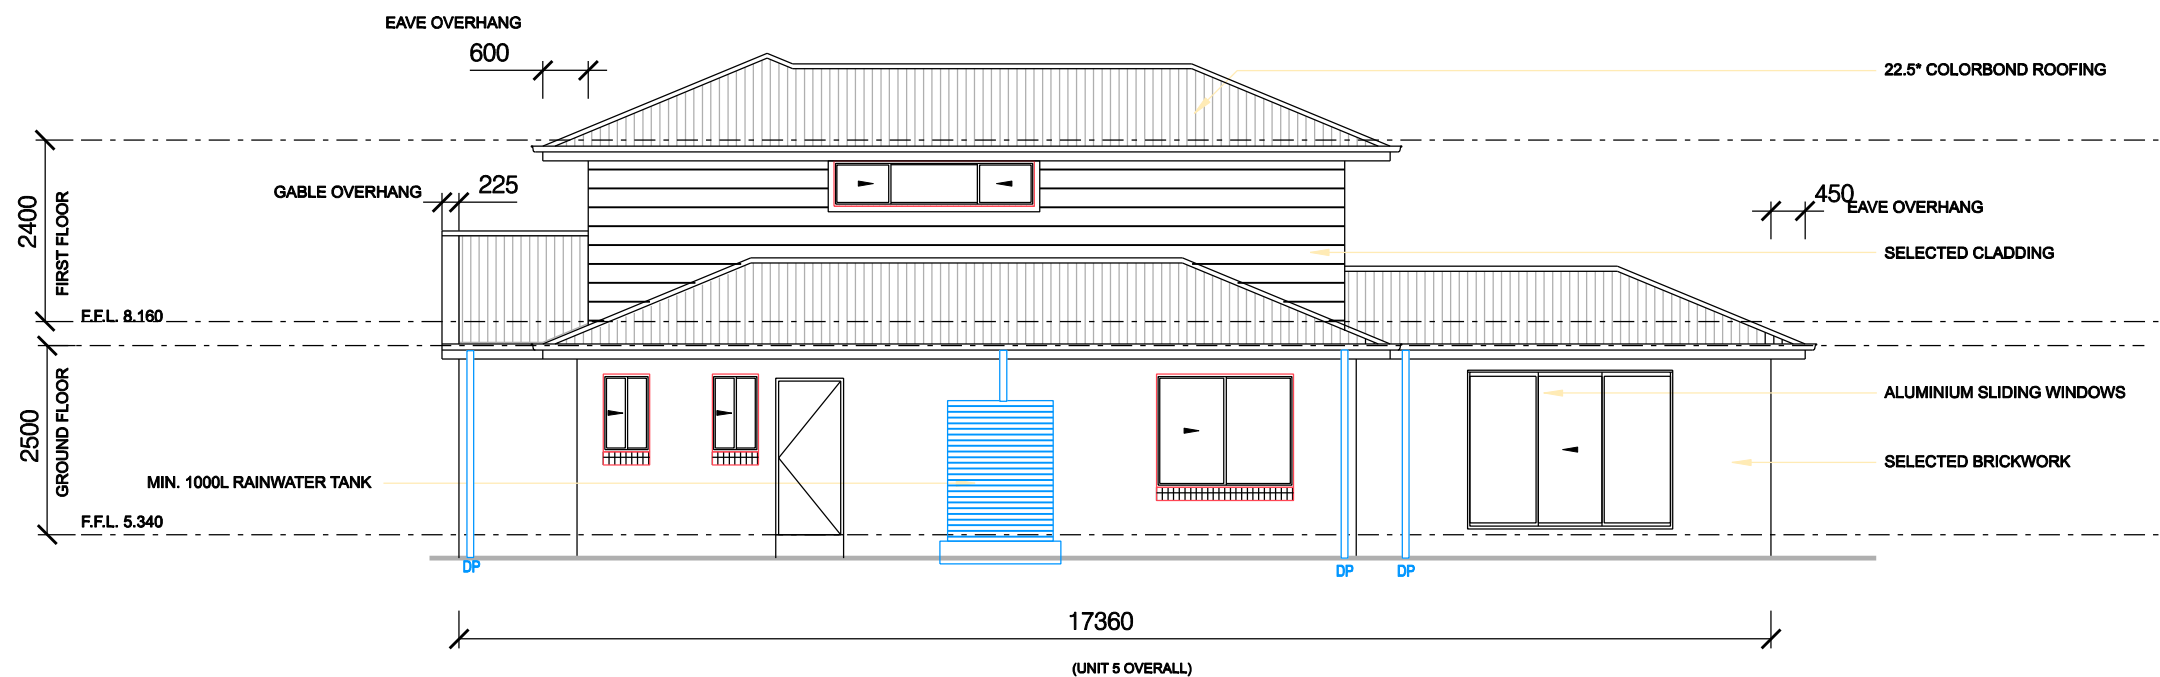 EAVE OVERHANG
600
22.5* COLORBOND ROOFING
GABLE OVERHANG
225
450
EAVE OVERHANG
2400
FIRST FLOOR
SELECTED CLADDING
F.F.L. 8.160
2500
GROUND FLOOR
ALUMINIUM SLIDING WINDOWS
SELECTED BRICKWORK
MIN. 1000L RAINWATER TANK
F.F.L. 5.340
DP
DP
DP
17360
(UNIT 5 OVERALL)